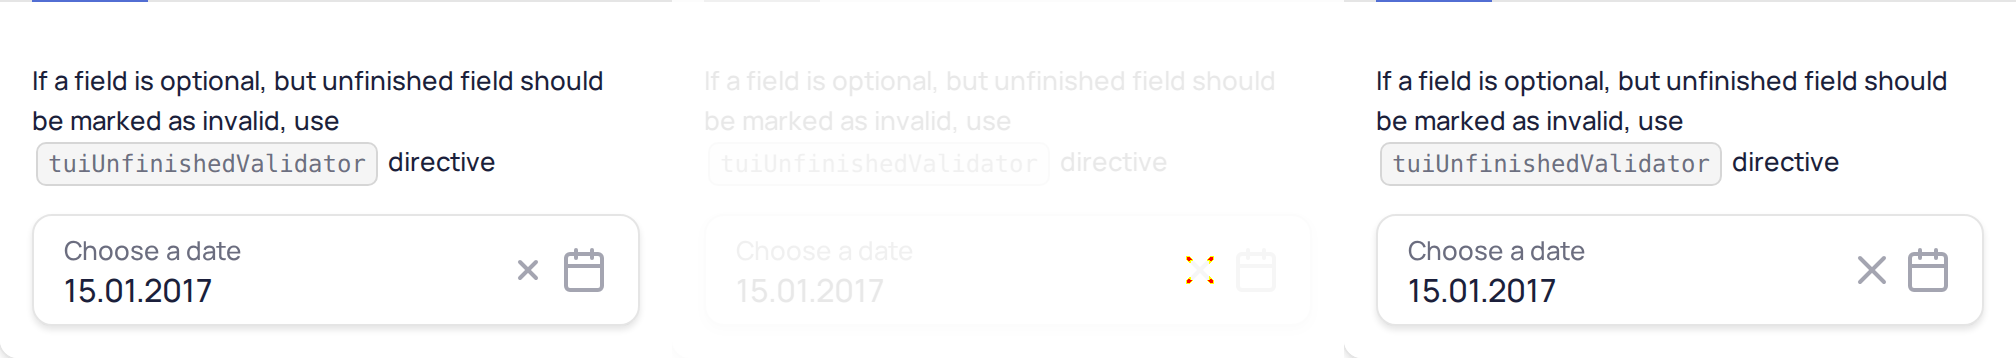 If a field is optional, but unfinished field should
be marked as invalid, use
tuiUnfinishedValidator directive
Choose a date
15.01.2017
If a field is optional, but unfinished field should
be marked as invalid, use
tuiUnfinishedValidator directive
Choose a date
15.01.2017
If a field is optional, but unfinished field should
be marked as invalid, use
tuiUnfinishedValidator directive
Choose a date
15.01.2017